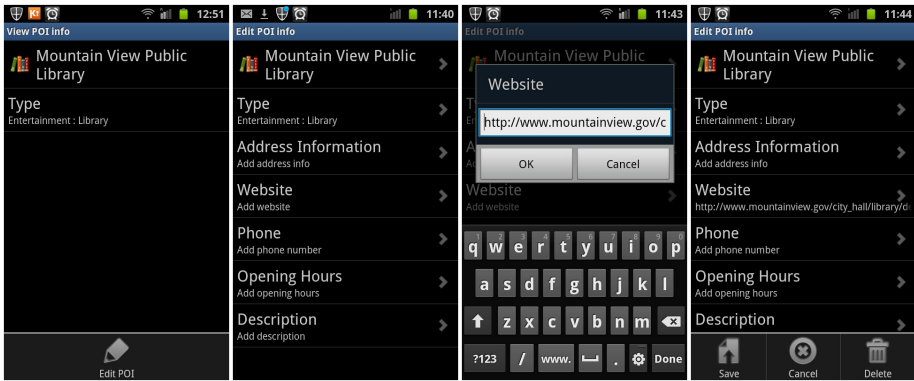 12:51
View POI info
Mountain View Public
Library
Type
Entertainment : Library
Edit POI
11:40
Edit POI info
Mountain View Public
Library
Type
Entertainment : Library
Address Information
Add address info
Website
Add website
Phone
Add phone number
Opening Hours
Add opening hours
Description
Add description
11:43
Edit POI info
Mountain View Public
Website
http://www.mountainview.gov/c
OK
Cancel
Website
Add website
q w e r t y u i o p
a s d f g h j k l
z x c v b n m
?123 / www. . Done
11:44
Edit POI info
Mountain View Public
Library
Type
Entertainment : Library
Address Information
Add address info
Website
http://www.mountainview.gov/city_hall/library/d
Phone
Add phone number
Opening Hours
Add opening hours
Description
Save
Cancel
Delete